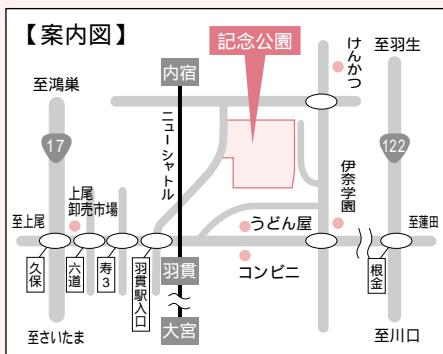 【案内図】
記念公園
けんかつ
至羽生
至鴻巣
内宿
17
ニューシャトル
122
上尾
卸売市場
伊奈学園
至上尾
うどん屋
至蓮田
久保
六道
寿3
羽貫駅入口
羽貫
コンビニ
根金
至さいたま
大宮
至川口